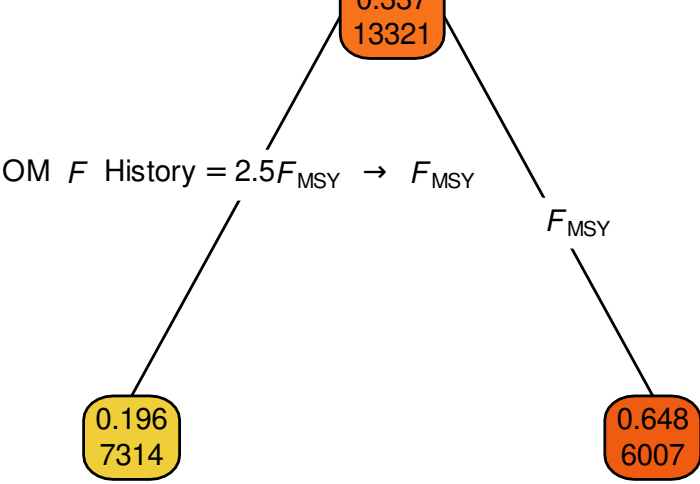 13321
OM F History = 2.5F_MSY → F_MSY
F_MSY
0.196
7314
0.648
6007